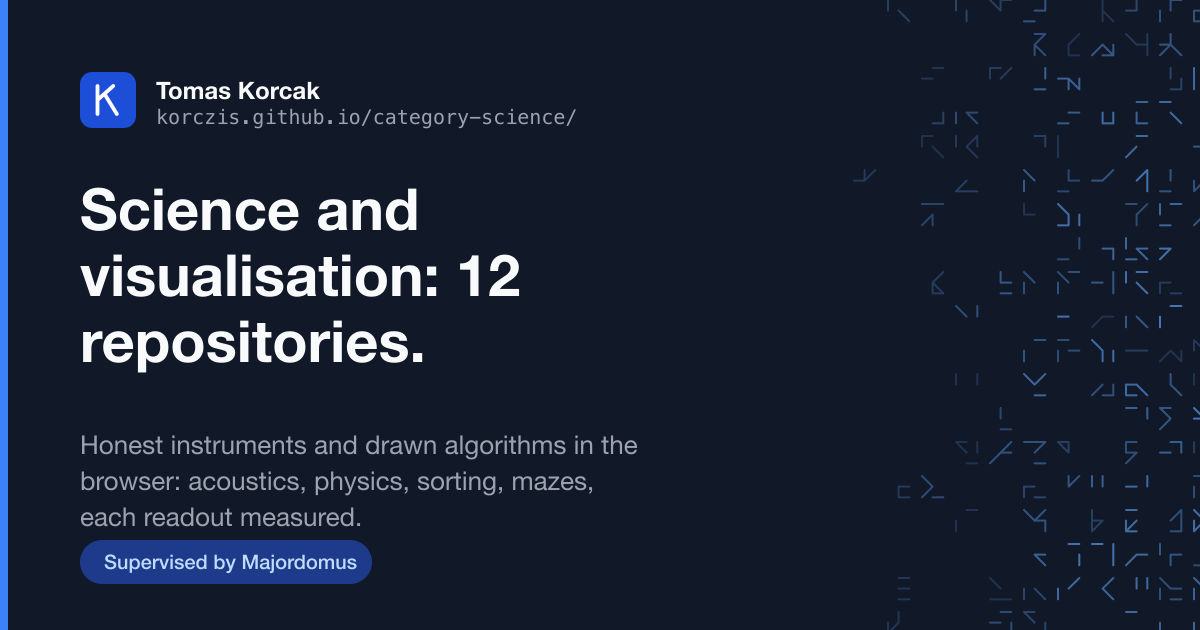 K
Tomas Korcak
korczis.github.io/category-science/
Science and
visualisation: 12
repositories.
Honest instruments and drawn algorithms in the
browser: acoustics, physics, sorting, mazes,
each readout measured.
Supervised by Majordomus